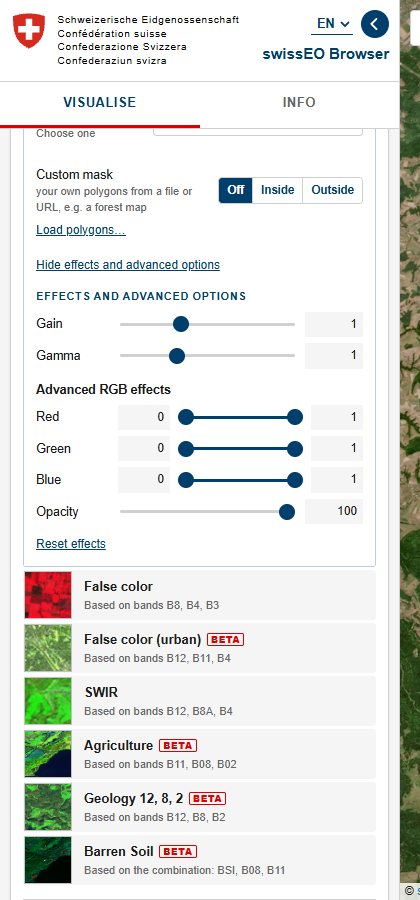 Schweizerische Eidgenossenschaft
Confédération suisse
Confederazione Svizzera
Confederaziun svizra
EN
swissEO Browser
VISUALISE
INFO
Choose one
Custom mask
your own polygons from a file or
URL, e.g. a forest map
Off Inside Outside
Load polygons…
Hide effects and advanced options
EFFECTS AND ADVANCED OPTIONS
Gain 1
Gamma 1
Advanced RGB effects
Red 0 1
Green 0 1
Blue 0 1
Opacity 100
Reset effects
False color
Based on bands B8, B4, B3
False color (urban) BETA
Based on bands B12, B11, B4
SWIR
Based on bands B12, B8A, B4
Agriculture BETA
Based on bands B11, B08, B02
Geology 12, 8, 2 BETA
Based on bands B12, B8, B2
Barren Soil BETA
Based on the combination: BSI, B08, B11
©